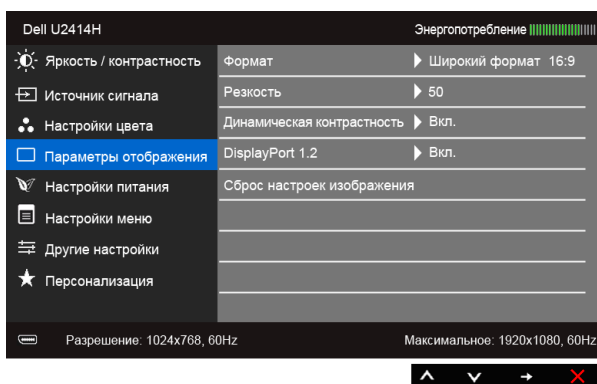 Dell U2414H
Энергопотребление
Яркость / контрастность
Формат
Широкий формат 16:9
Источник сигнала
Резкость
50
Настройки цвета
Динамическая контрастность
Вкл.
Параметры отображения
DisplayPort 1.2
Вкл.
Настройки питания
Сброс настроек изображения
Настройки меню
Другие настройки
Персонализация
Разрешение: 1024x768, 60Hz
Максимальное: 1920x1080, 60Hz